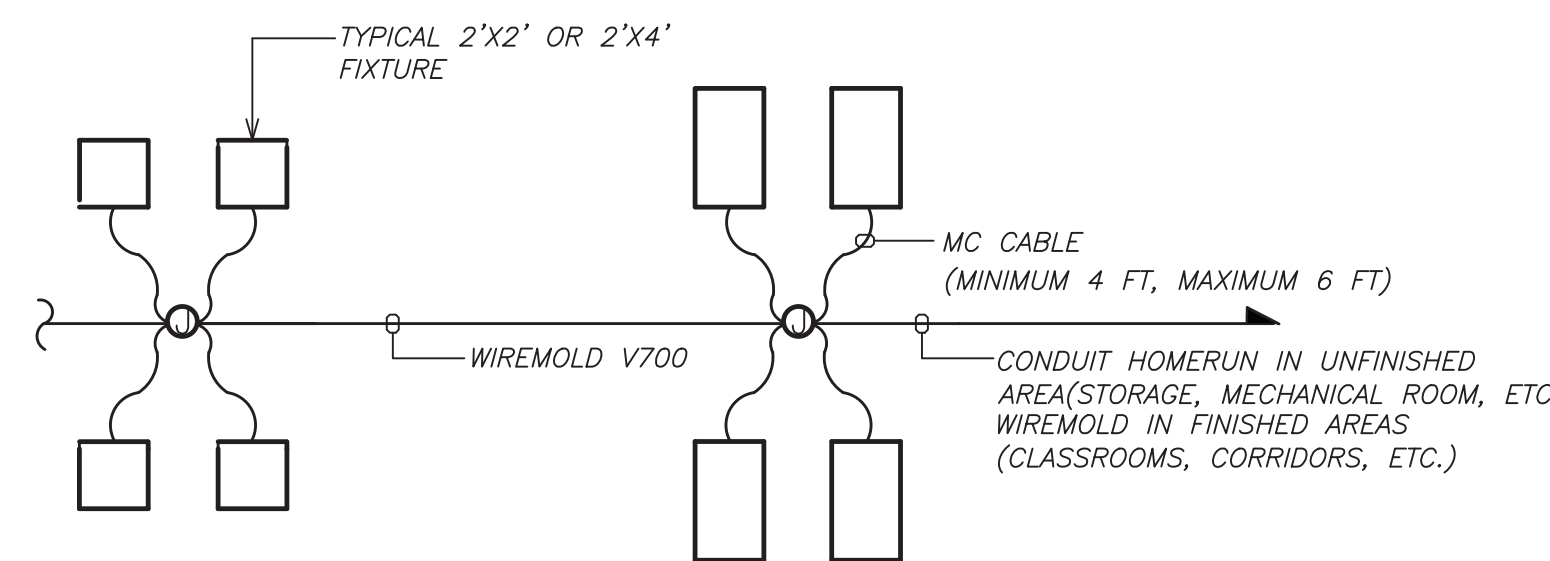 TYPICAL 2'X2' OR 2'X4'
FIXTURE
MC CABLE
(MINIMUM 4 FT, MAXIMUM 6 FT)
J
J
WIREMOLD V700
CONDUIT HOMERUN IN UNFINISHED
AREA(STORAGE, MECHANICAL ROOM, ETC
WIREMOLD IN FINISHED AREAS
(CLASSROOMS, CORRIDORS, ETC.)